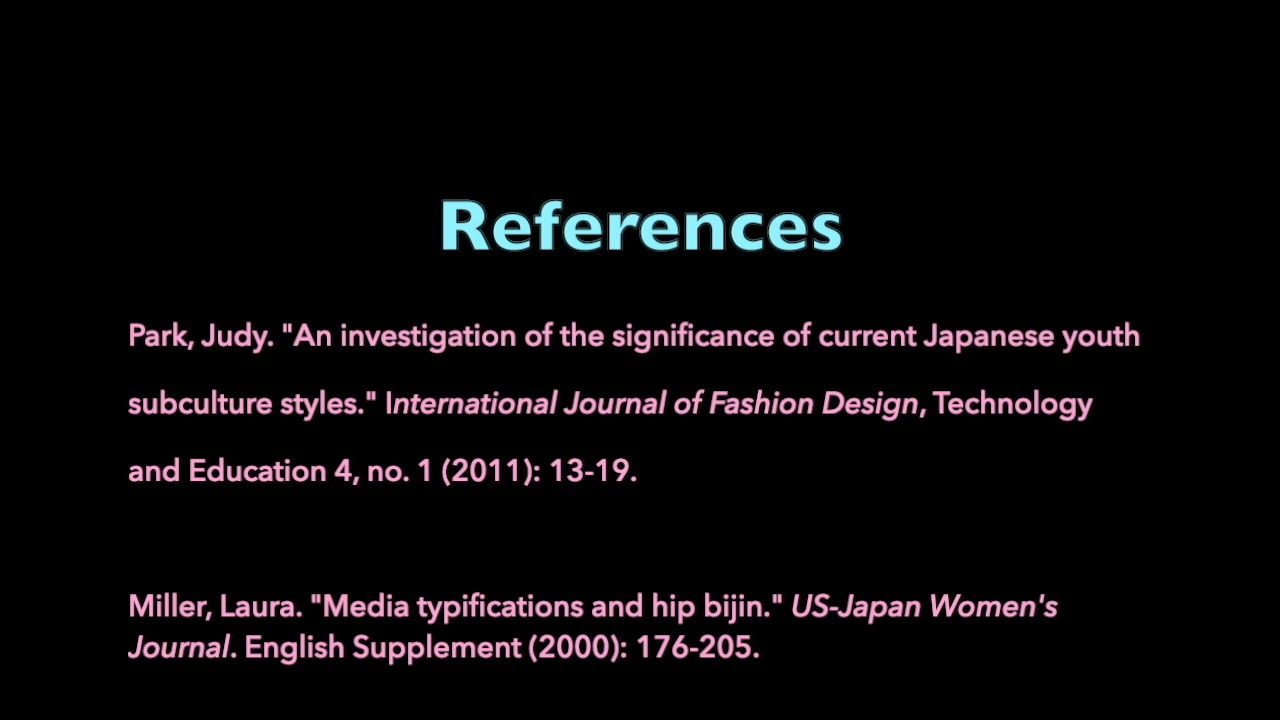 References
Park, Judy. "An investigation of the significance of current Japanese youth
subculture styles." International Journal of Fashion Design, Technology
and Education 4, no. 1 (2011): 13-19.
Miller, Laura. "Media typifications and hip bijin." US-Japan Women's
Journal. English Supplement (2000): 176-205.